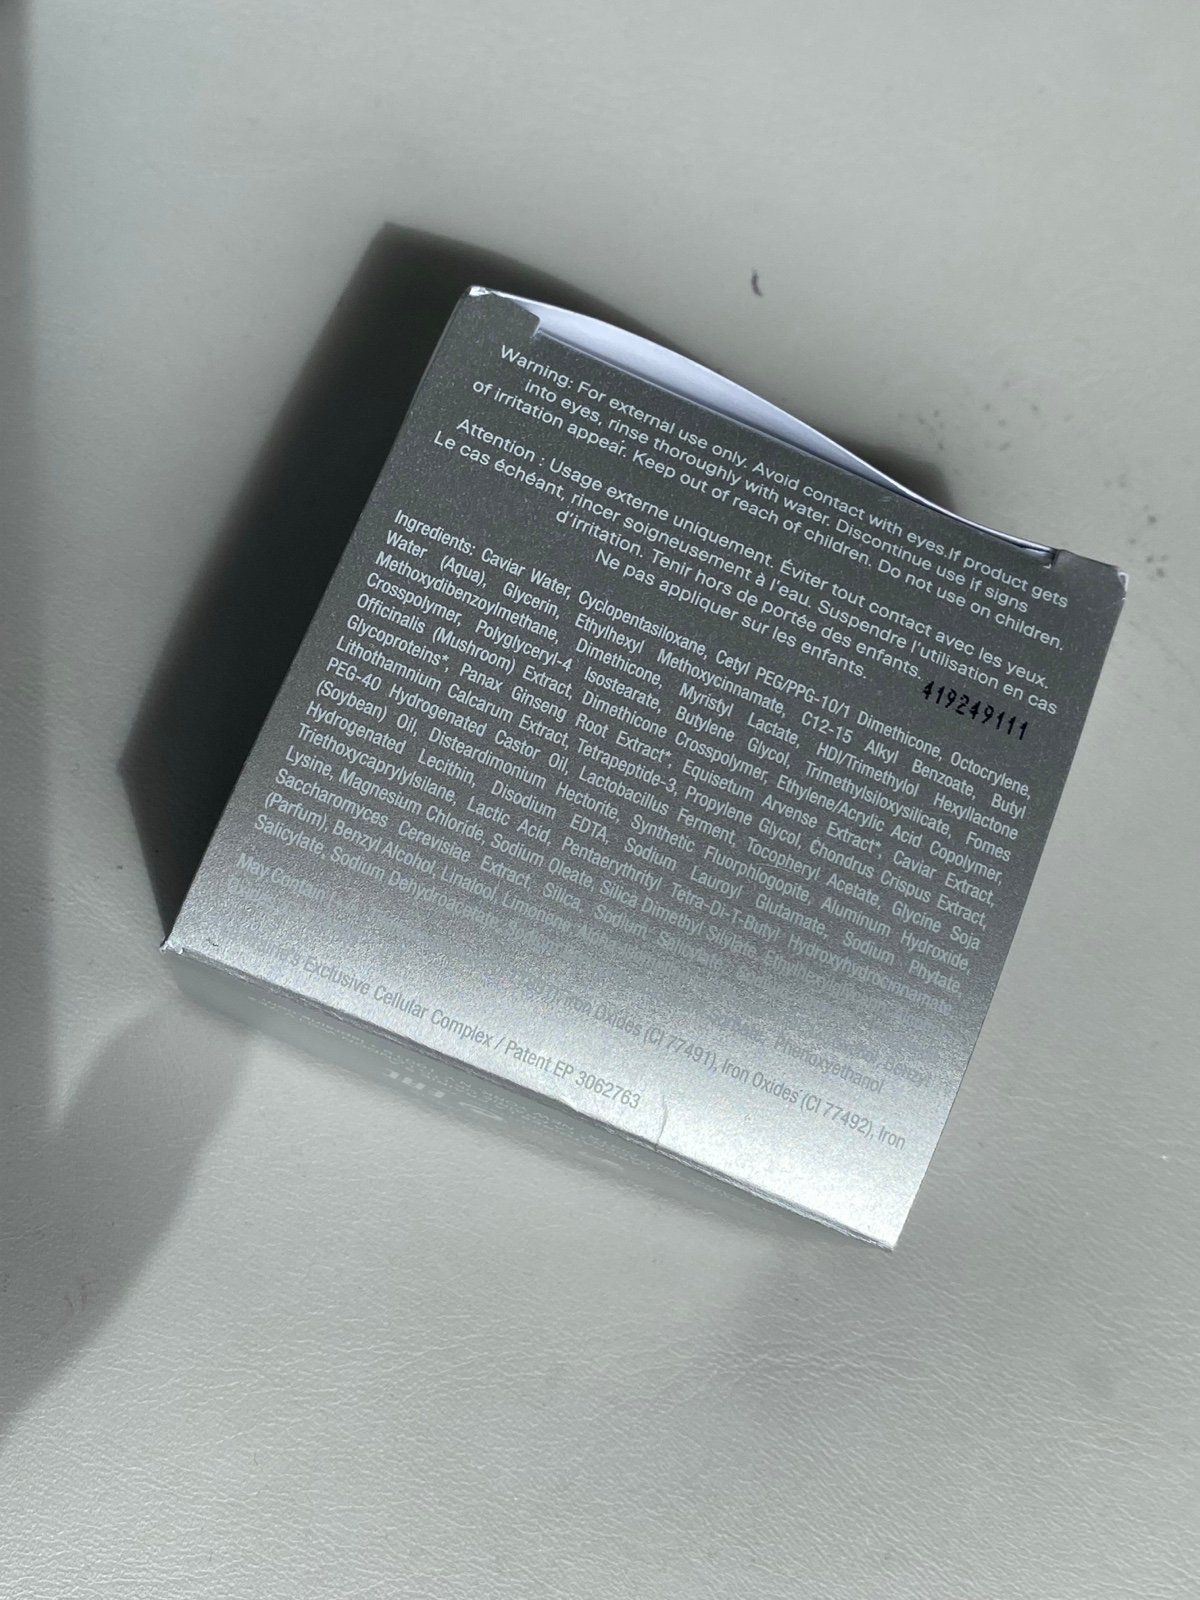 Warning: For external use only. Avoid contact with eyes.If product gets
into eyes, rinse thoroughly with water. Discontinue use if signs
of irritation appear. Keep out of reach of children. Do not use on children.
Attention : Usage externe uniquement. Éviter tout contact avec les yeux.
Le cas échéant, rincer soigneusement à l'eau. Suspendre l'utilisation en cas
d'irritation. Tenir hors de portée des enfants.
Ne pas appliquer sur les enfants.
419249111
Ingredients: Caviar Water, Cyclopentasiloxane, Cetyl PEG/PPG-10/1 Dimethicone, Octocrylene,
Water (Aqua), Glycerin, Ethylhexyl Methoxycinnamate, C12-15 Alkyl Benzoate, Butyl
Methoxydibenzoylmethane, Dimethicone, Myristyl Lactate, HDI/Trimethylol Hexyllactone
Crosspolymer, Polyglyceryl-4 Isostearate, Butylene Glycol, Trimethylsiloxysilicate, Fomes
Officinalis (Mushroom) Extract, Dimethicone Crosspolymer, Ethylene/Acrylic Acid Copolymer,
Glycoproteins*, Panax Ginseng Root Extract*, Equisetum Arvense Extract*, Caviar Extract,
Lithothamnium Calcarum Extract, Tetrapeptide-3, Propylene Glycol, Chondrus Crispus Extract,
PEG-40 Hydrogenated Castor Oil, Lactobacillus Ferment, Tocopheryl Acetate, Glycine Soja
(Soybean) Oil, Disteardimonium Hectorite, Synthetic Fluorphlogopite, Aluminum Hydroxide,
Hydrogenated Lecithin, Disodium EDTA, Sodium Lauroyl Glutamate, Sodium Phytate,
Triethoxycaprylylsilane, Lactic Acid, Pentaerythrityl Tetra-Di-T-Butyl Hydroxyhydrocinnamate,
Lysine, Magnesium Chloride, Sodium Oleate, Silica Dimethyl Silylate, Ethylhexylglycerin,
Saccharomyces Cerevisiae Extract, Silica, Sodium Salicylate,
(Parfum), Benzyl Alcohol, Linalool, Limonene, Benzyl
Salicylate, Sodium Dehydroacetate, Phenoxyethanol
May Contain Iron Oxides (CI 77491), Iron Oxides (CI 77492), Iron
Exclusive Cellular Complex / Patent EP 3062763